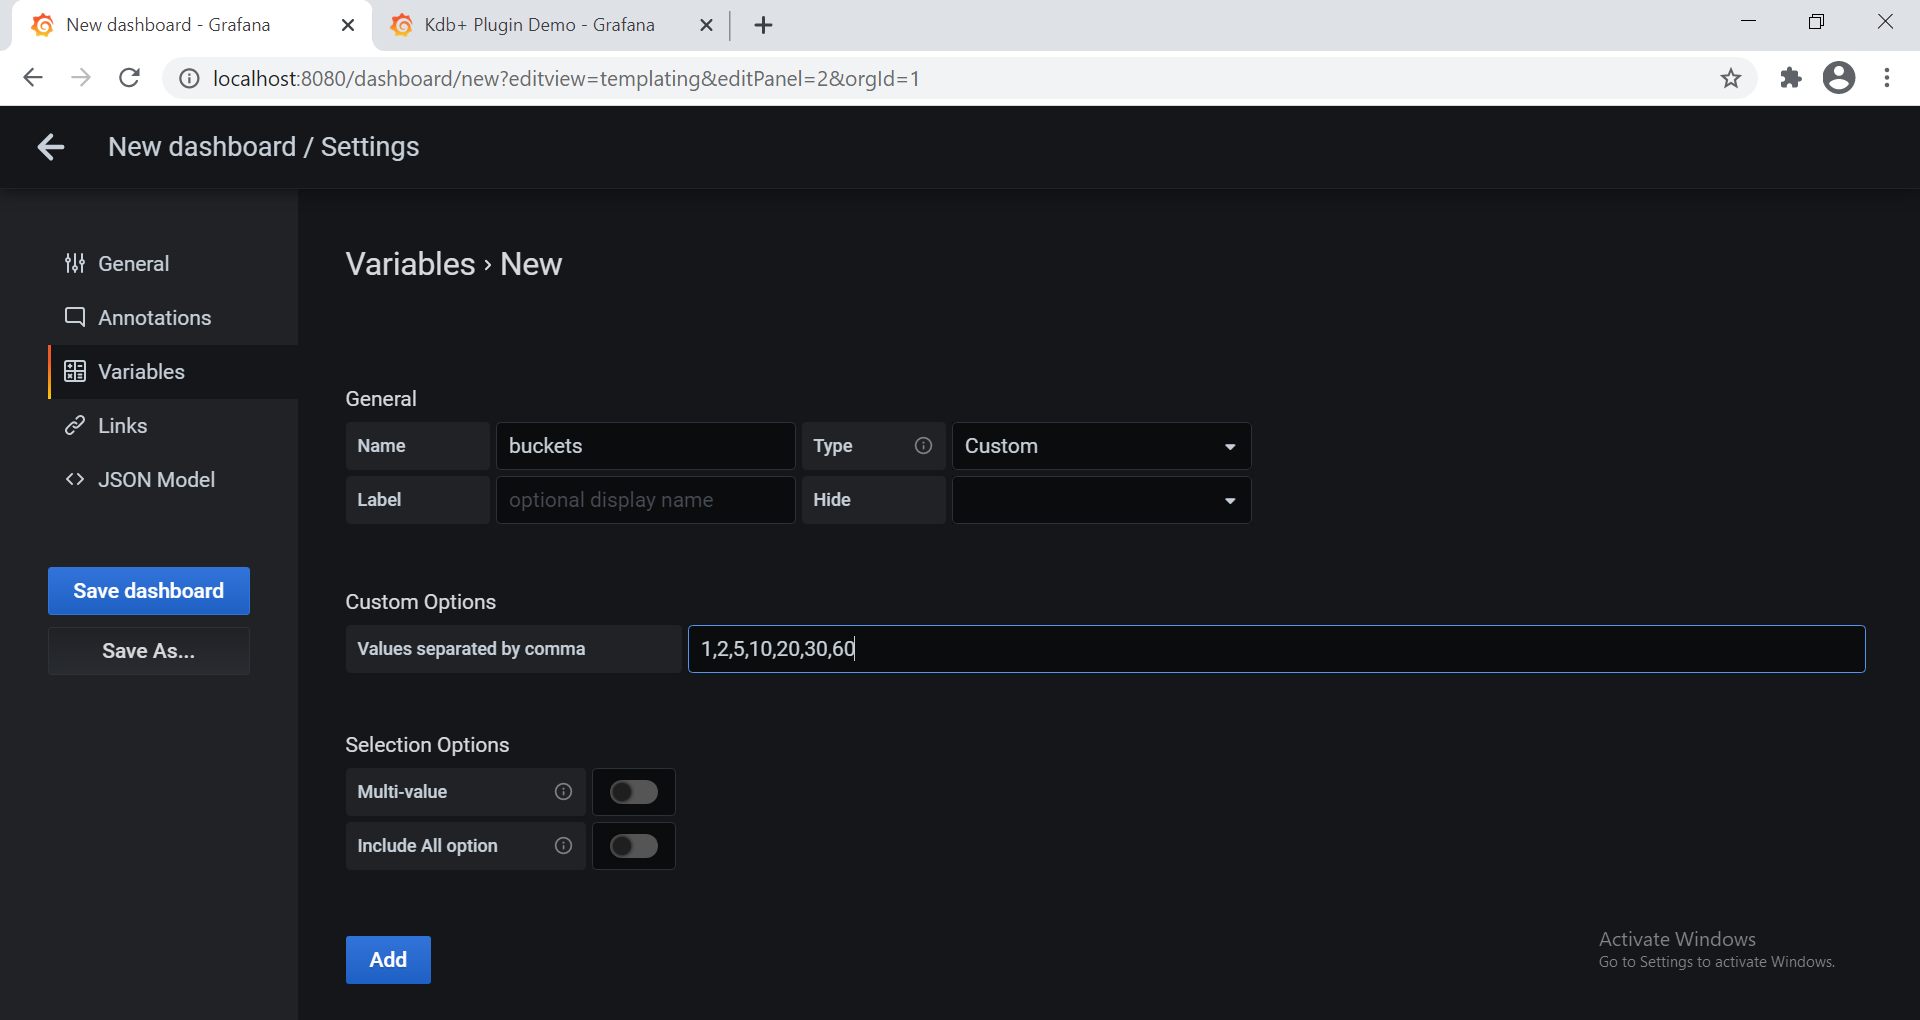 New dashboard - Grafana
Kdb+ Plugin Demo - Grafana
localhost:8080/dashboard/new?editview=templating&editPanel=2&orgId=1
New dashboard / Settings
General
Annotations
Variables
Links
JSON Model
Save dashboard
Save As...
Variables › New
General
Name buckets Type Custom
Label optional display name Hide
Custom Options
Values separated by comma 1,2,5,10,20,30,60
Selection Options
Multi-value
Include All option
Add
Activate Windows
Go to Settings to activate Windows.